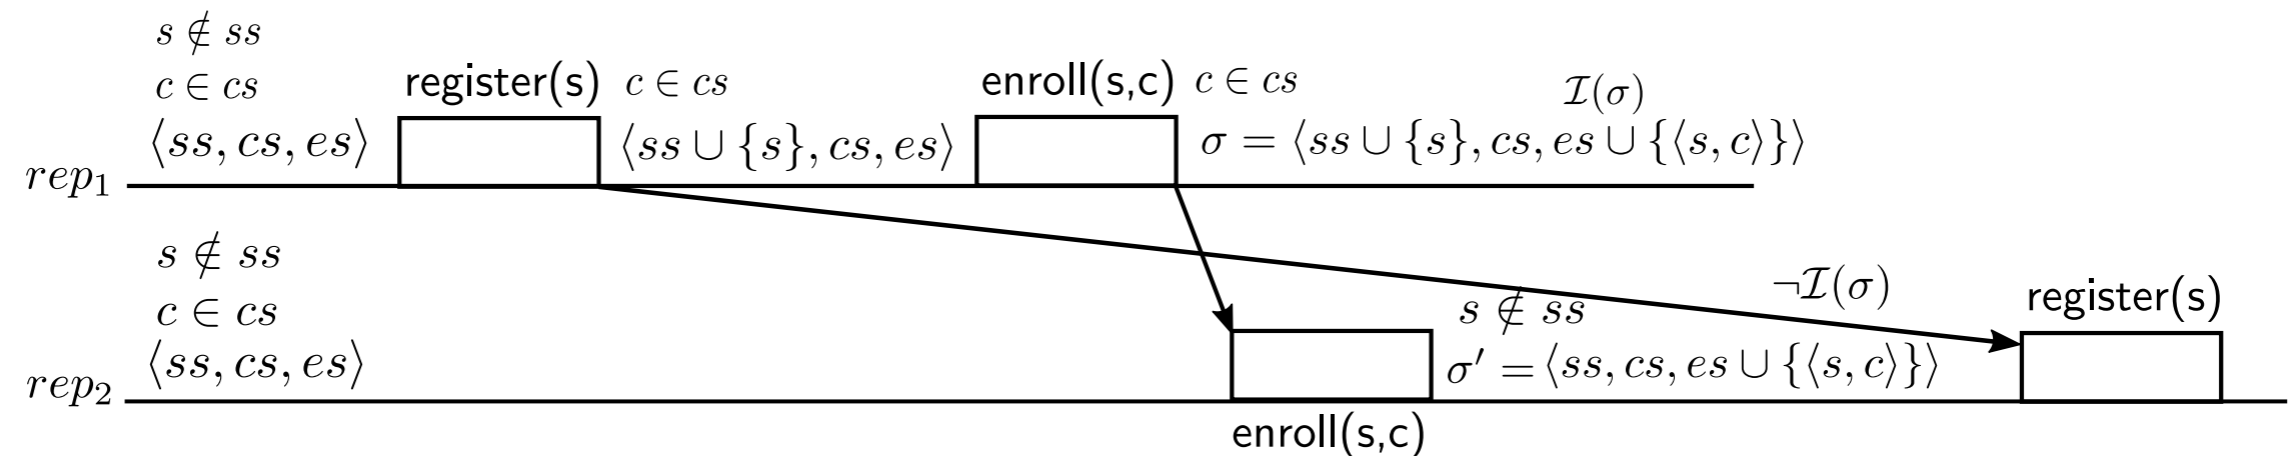 s ∉ ss
c ∈ cs
⟨ss, cs, es⟩
register(s)
c ∈ cs
⟨ss ∪ {s}, cs, es⟩
enroll(s,c)
c ∈ cs
I(σ)
σ = ⟨ss ∪ {s}, cs, es ∪ {⟨s, c⟩}⟩
rep₁
s ∉ ss
c ∈ cs
⟨ss, cs, es⟩
rep₂
enroll(s,c)
s ∉ ss
¬I(σ)
σ′ = ⟨ss, cs, es ∪ {⟨s, c⟩}⟩
register(s)